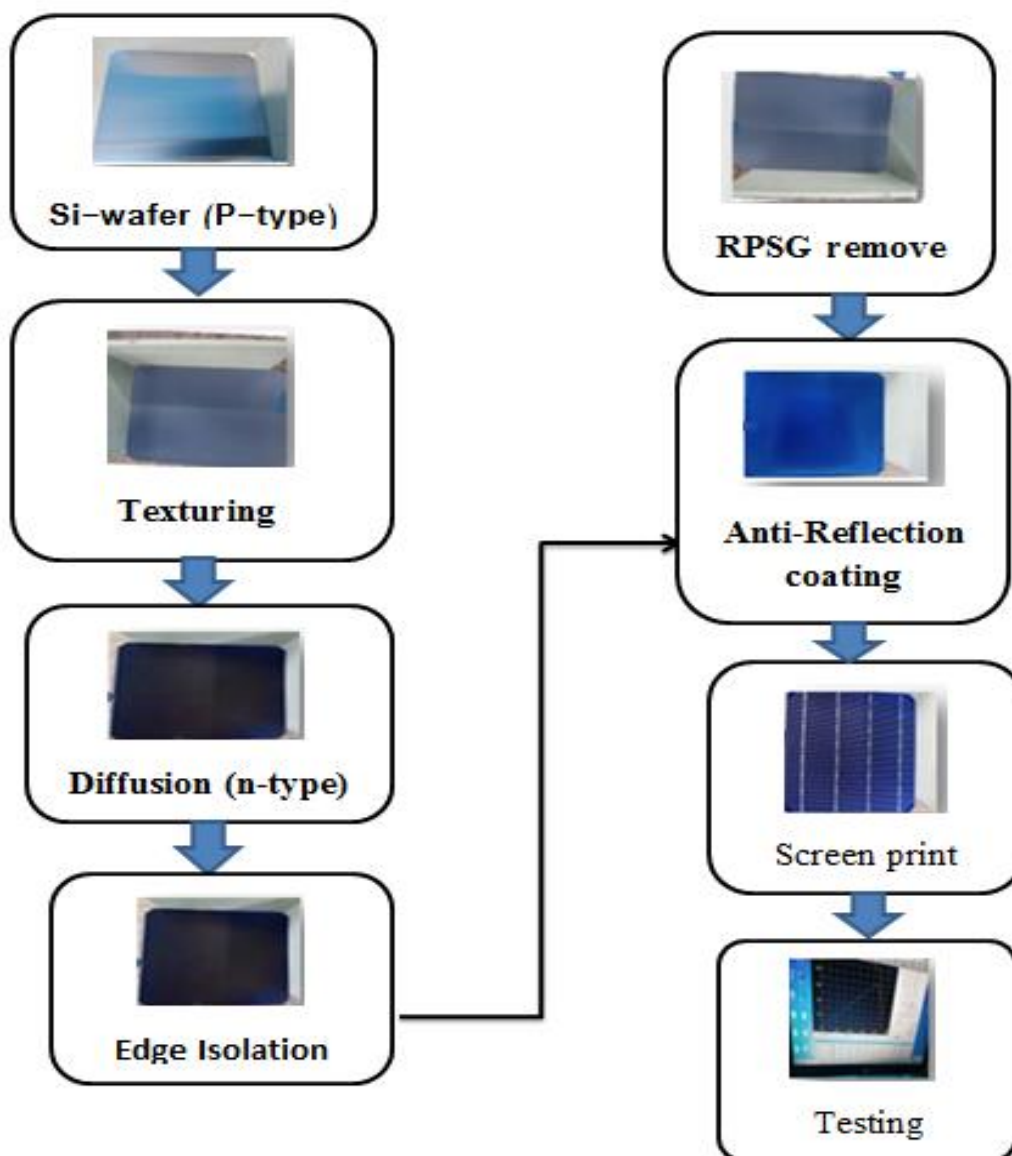 Si-wafer (P-type)
Texturing
Diffusion (n-type)
Edge Isolation
RPSG remove
Anti-Reflection
coating
Screen print
Testing